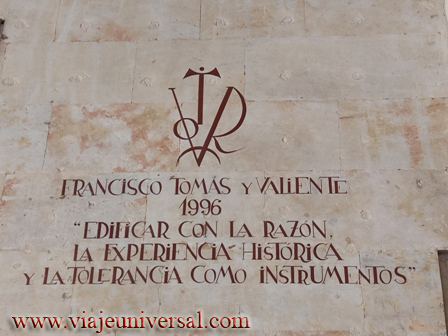 FRANCISCO TOMÁS Y VALIENTE
1996
"EDIFICAR CON LA RAZÓN,
LA EXPERIENCIA HISTÓRICA
Y LA TOLERANCIA COMO INSTRUMENTOS"
www.viajeuniversal.com